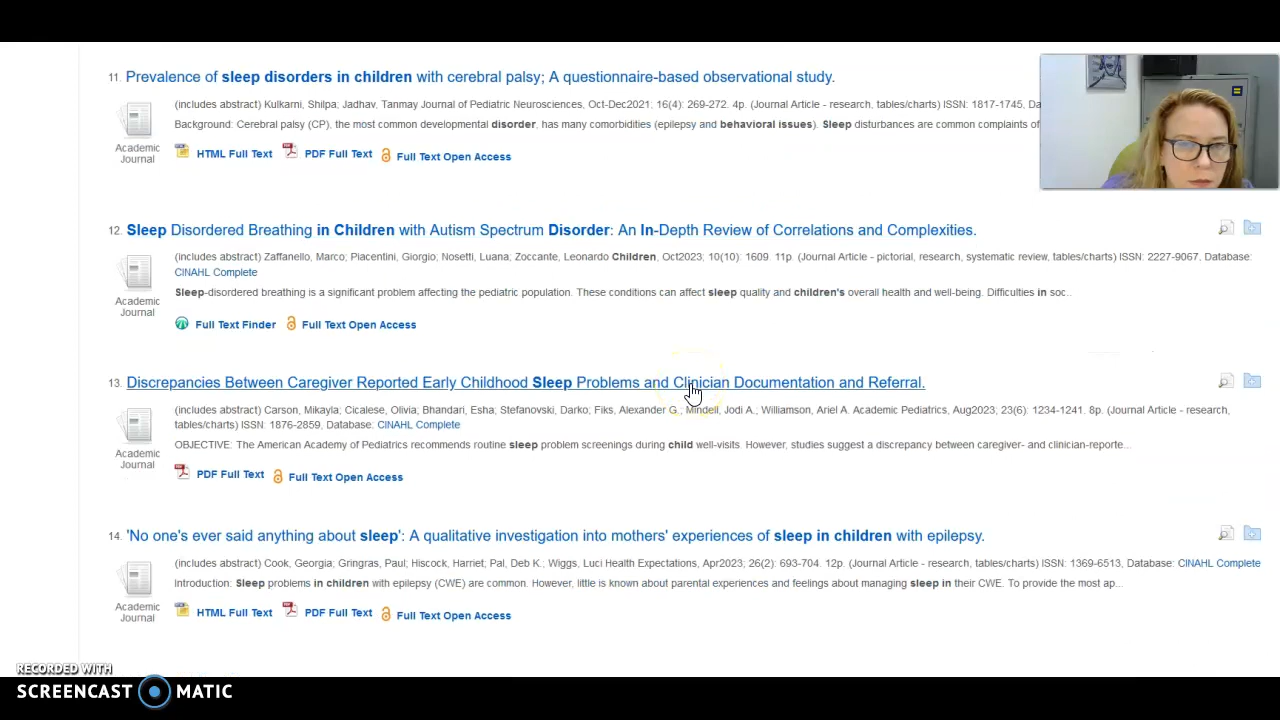 11. Prevalence of sleep disorders in children with cerebral palsy; A questionnaire-based observational study.
(includes abstract) Kulkarni, Shilpa; Jadhav, Tanmay Journal of Pediatric Neurosciences, Oct-Dec2021; 16(4): 269-272. 4p. (Journal Article - research, tables/charts) ISSN: 1817-1745, Da
Background: Cerebral palsy (CP), the most common developmental disorder, has many comorbidities (epilepsy and behavioral issues). Sleep disturbances are common complaints of
Academic
Journal
HTML Full Text PDF Full Text Full Text Open Access
12. Sleep Disordered Breathing in Children with Autism Spectrum Disorder: An In-Depth Review of Correlations and Complexities.
(includes abstract) Zaffanello, Marco; Piacentini, Giorgio; Nosetti, Luana; Zoccante, Leonardo Children, Oct2023; 10(10): 1609. 11p. (Journal Article - pictorial, research, systematic review, tables/charts) ISSN: 2227-9067, Database:
CINAHL Complete
Sleep-disordered breathing is a significant problem affecting the pediatric population. These conditions can affect sleep quality and children's overall health and well-being. Difficulties in soc..
Academic
Journal
Full Text Finder Full Text Open Access
13. Discrepancies Between Caregiver Reported Early Childhood Sleep Problems and Clinician Documentation and Referral.
(includes abstract) Carson, Mikayla; Cicalese, Olivia; Bhandari, Esha; Stefanovski, Darko; Fiks, Alexander G.; Mindell, Jodi A.; Williamson, Ariel A. Academic Pediatrics, Aug2023; 23(6): 1234-1241. 8p. (Journal Article - research,
tables/charts) ISSN: 1876-2859, Database: CINAHL Complete
OBJECTIVE: The American Academy of Pediatrics recommends routine sleep problem screenings during child well-visits. However, studies suggest a discrepancy between caregiver- and clinician-reporte...
Academic
Journal
PDF Full Text Full Text Open Access
14. 'No one's ever said anything about sleep': A qualitative investigation into mothers' experiences of sleep in children with epilepsy.
(includes abstract) Cook, Georgia; Gringras, Paul; Hiscock, Harriet; Pal, Deb K.; Wiggs, Luci Health Expectations, Apr2023; 26(2): 693-704. 12p. (Journal Article - research, tables/charts) ISSN: 1369-6513, Database: CINAHL Complete
Introduction: Sleep problems in children with epilepsy (CWE) are common. However, little is known about parental experiences and feelings about managing sleep in their CWE. To provide the most ap...
Academic
Journal
HTML Full Text PDF Full Text Full Text Open Access
RECORDED WITH
SCREENCAST MATIC